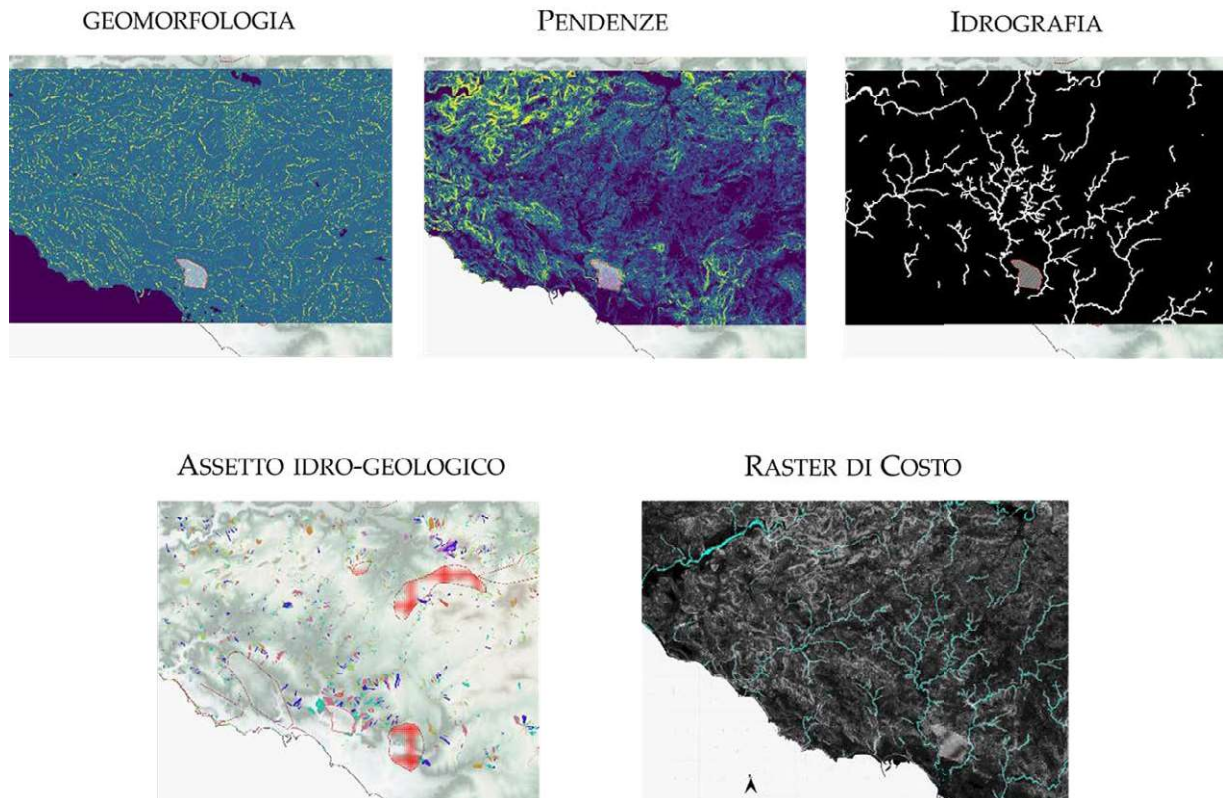 GEOMORFOLOGIA
PENDENZE
IDROGRAFIA
ASSETTO IDRO-GEOLOGICO
RASTER DI COSTO